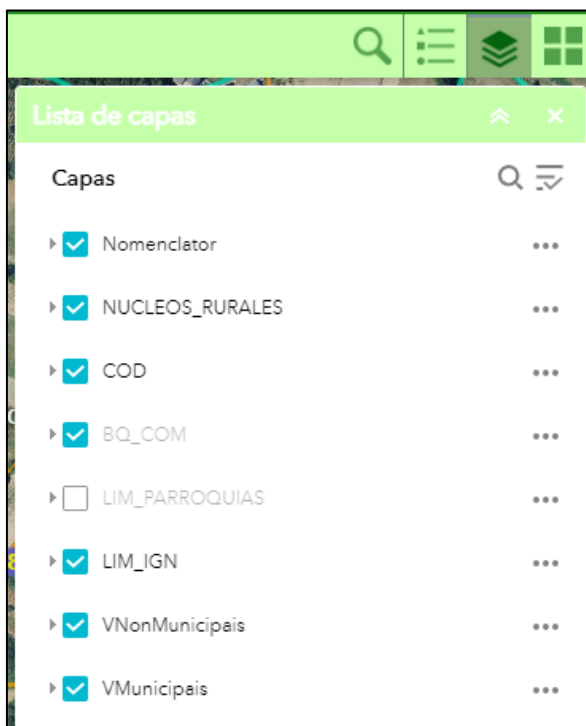 Lista de capas
Capas
Nomenclator
NUCLEOS_RURALES
COD
BQ_COM
LIM_PARROQUIAS
LIM_IGN
VNonMunicipais
VMunicipais